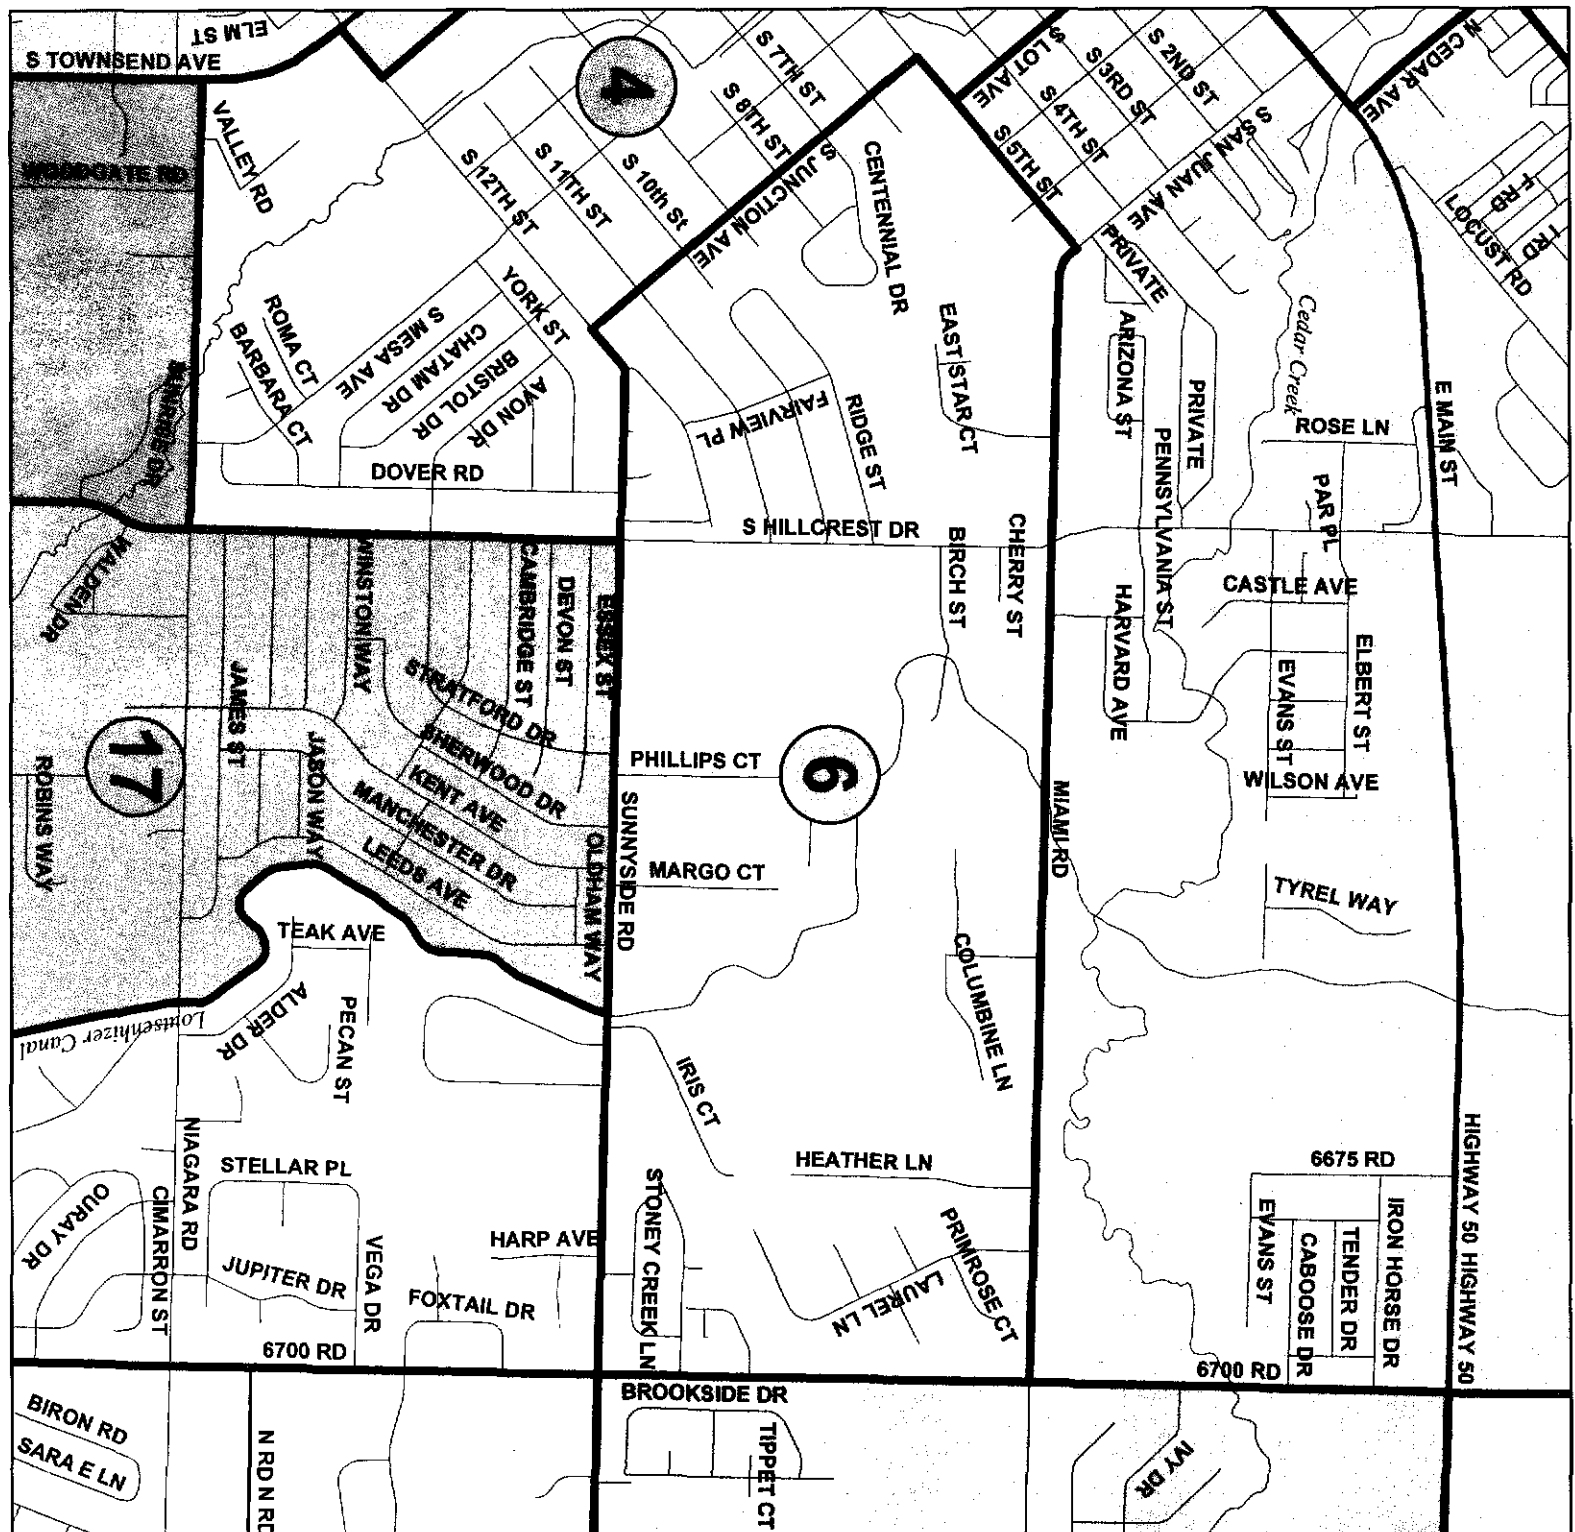 ELM ST
S TOWNSEND AVE
4
S 7TH ST
S 8TH ST
S LOT AVE
S 2ND ST
S 3RD ST
S 4TH ST
S 5TH ST
N CEDAR AVE
S SAN JUAN AVE
VALLEY RD
WOODGATE RD
S 12TH ST
S 11TH ST
S 10th St
S JUNCTION AVE
CENTENNIAL DR
PRIVATE
F RD
I RD
LOCUST RD
YORK ST
ROMA CT
BARBARA CT
S MESA AVE
CHATAM DR
BRISTOL DR
AVON DR
DOVER RD
SUNRISE DR
FAIRVIEW PL
RIDGE ST
EAST STAR CT
ARIZONA ST
PRIVATE
PENNSYLVANIA ST
Cedar Creek
ROSE LN
E MAIN ST
PAR PL
S HILLCREST DR
BIRCH ST
CHERRY ST
HARVARD AVE
CASTLE AVE
ELBERT ST
EVANS ST
WILSON AVE
WALDEN DR
WINSTON WAY
CAMBRIDGE ST
DEVON ST
ESSEX ST
JAMES ST
STRATFORD DR
SHERWOOD DR
KENT AVE
MANCHESTER DR
LEEDS AVE
JASON WAY
OLDHAM WAY
17
ROBINS WAY
PHILLIPS CT
6
SUNNYSIDE RD
MARGO CT
MIAMI RD
TYREL WAY
COLUMBINE LN
TEAK AVE
ALDER DR
PECAN ST
Loutsenhizer Canal
IRIS CT
NIAGARA RD
STELLAR PL
CIMARRON ST
OURAY DR
JUPITER DR
VEGA DR
HARP AVE
FOXTAIL DR
6700 RD
STONEY CREEK LN
HEATHER LN
PRIMROSE CT
LAUREL LN
6675 RD
EVANS ST
CABOOSE DR
TENDER DR
IRON HORSE DR
HIGHWAY 50 HIGHWAY 50
6700 RD
BIRON RD
SARA E LN
N RD N RD
BROOKSIDE DR
TIPPET CT
IVY DR